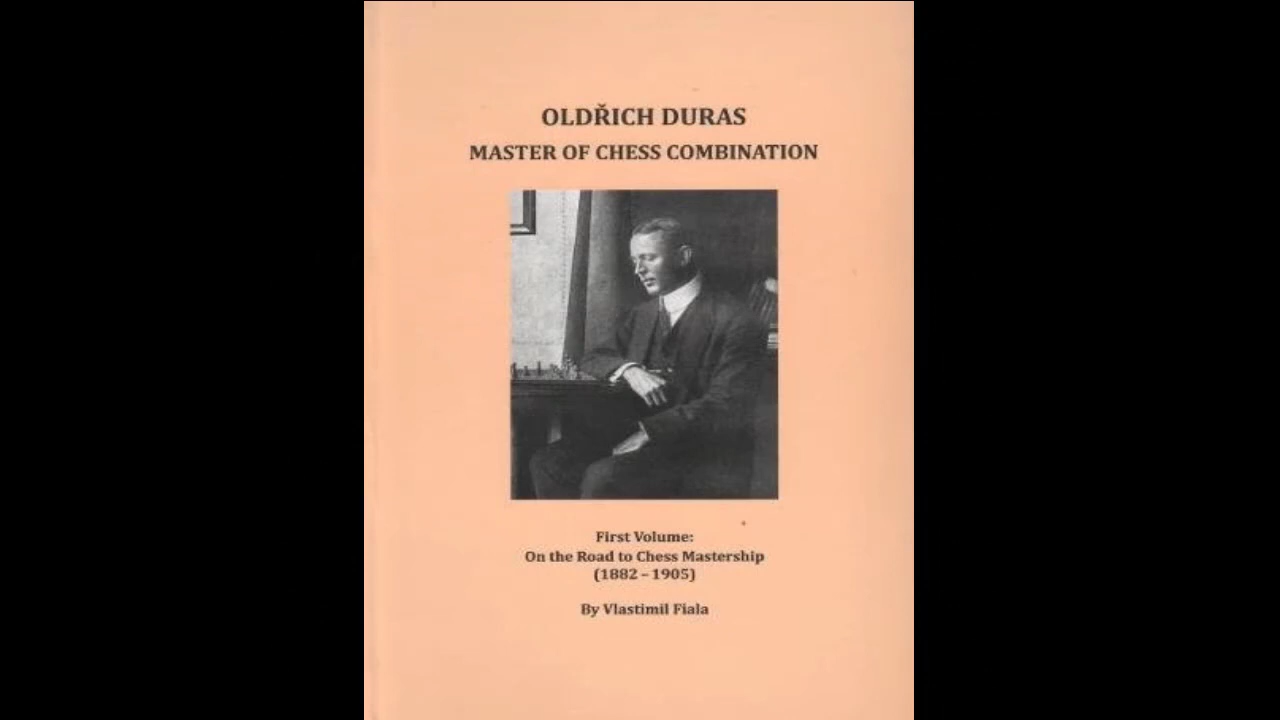 OLDŘICH DURAS
MASTER OF CHESS COMBINATION
First Volume:
On the Road to Chess Mastership
(1882 – 1905)
By Vlastimil Fiala